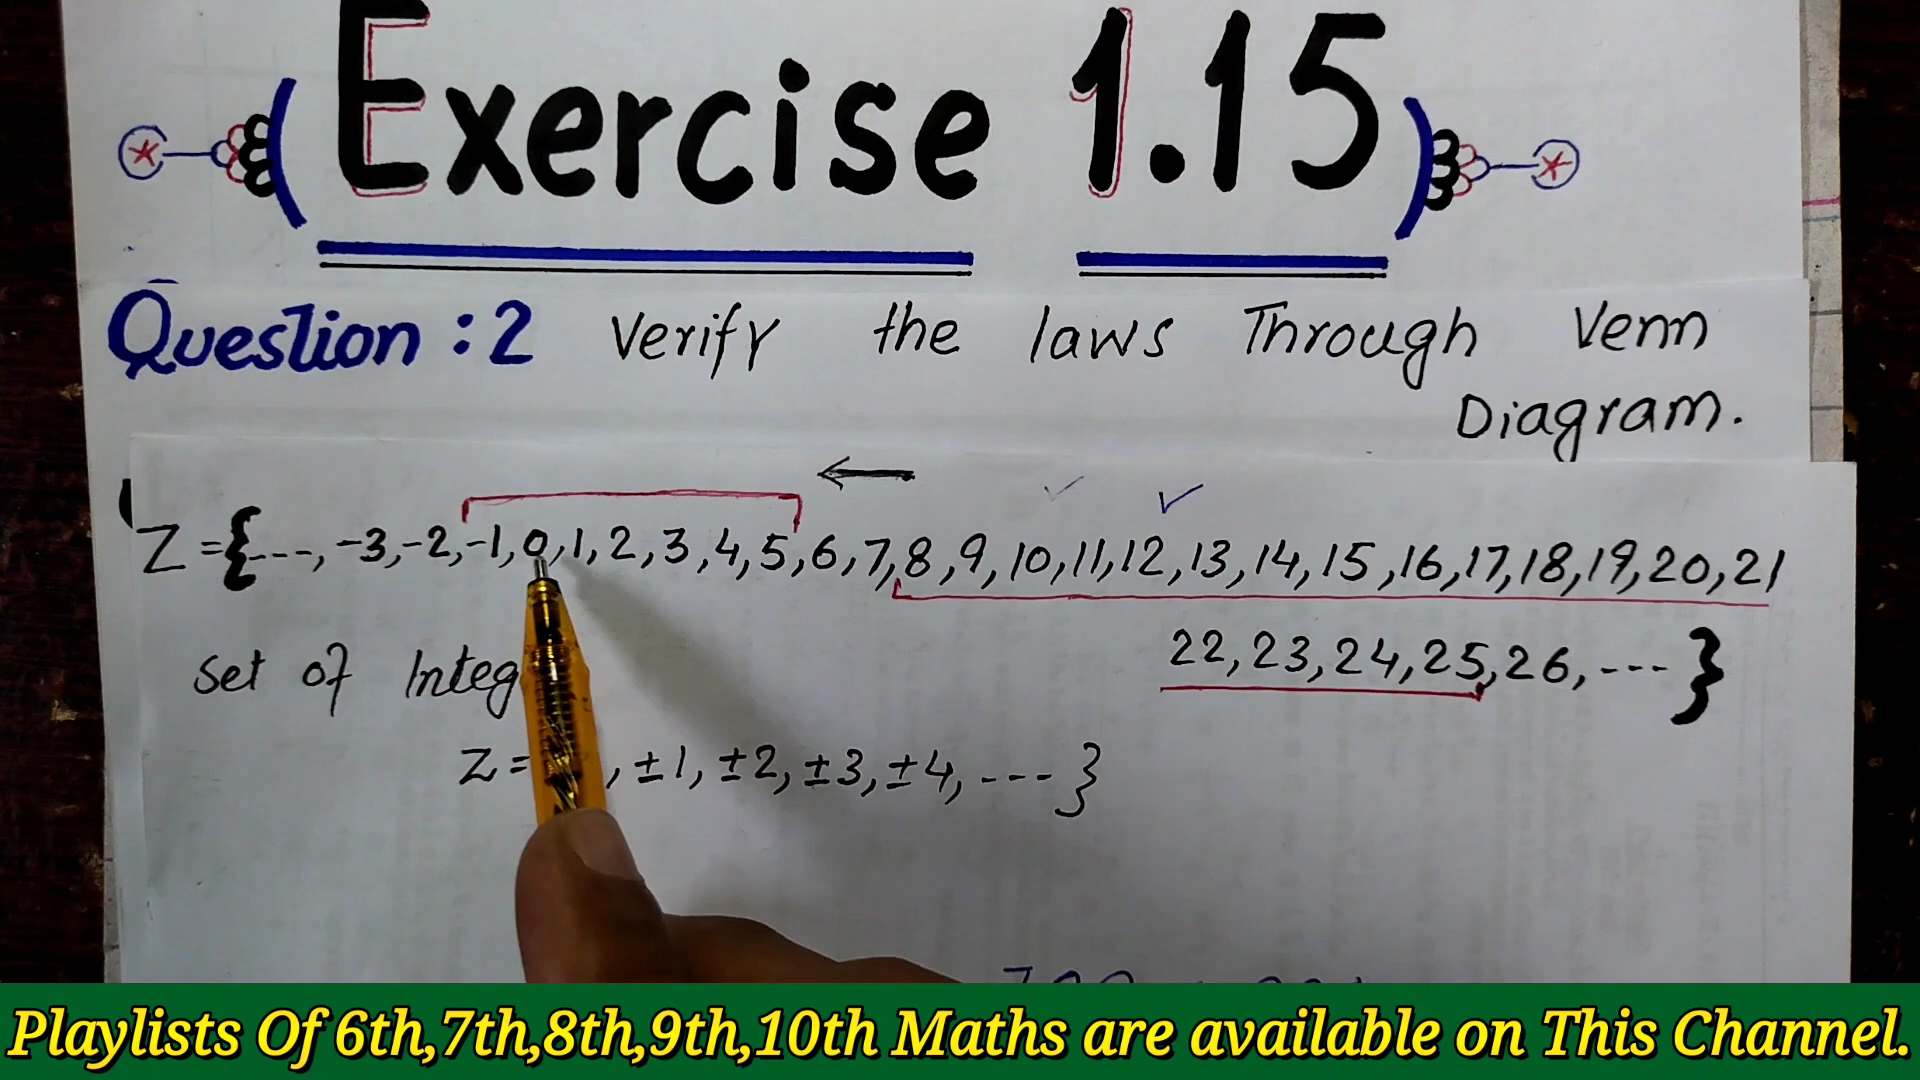 Exercise 1.15
Question : 2 Verify the laws Through Venn
Diagram.
Z = {---, -3, -2, -1, 0, 1, 2, 3, 4, 5, 6, 7, 8, 9, 10, 11, 12, 13, 14, 15, 16, 17, 18, 19, 20, 21
22, 23, 24, 25, 26, --- }
set of Integ
Z = , ±1, ±2, ±3, ±4, --- }
Playlists Of 6th,7th,8th,9th,10th Maths are available on This Channel.